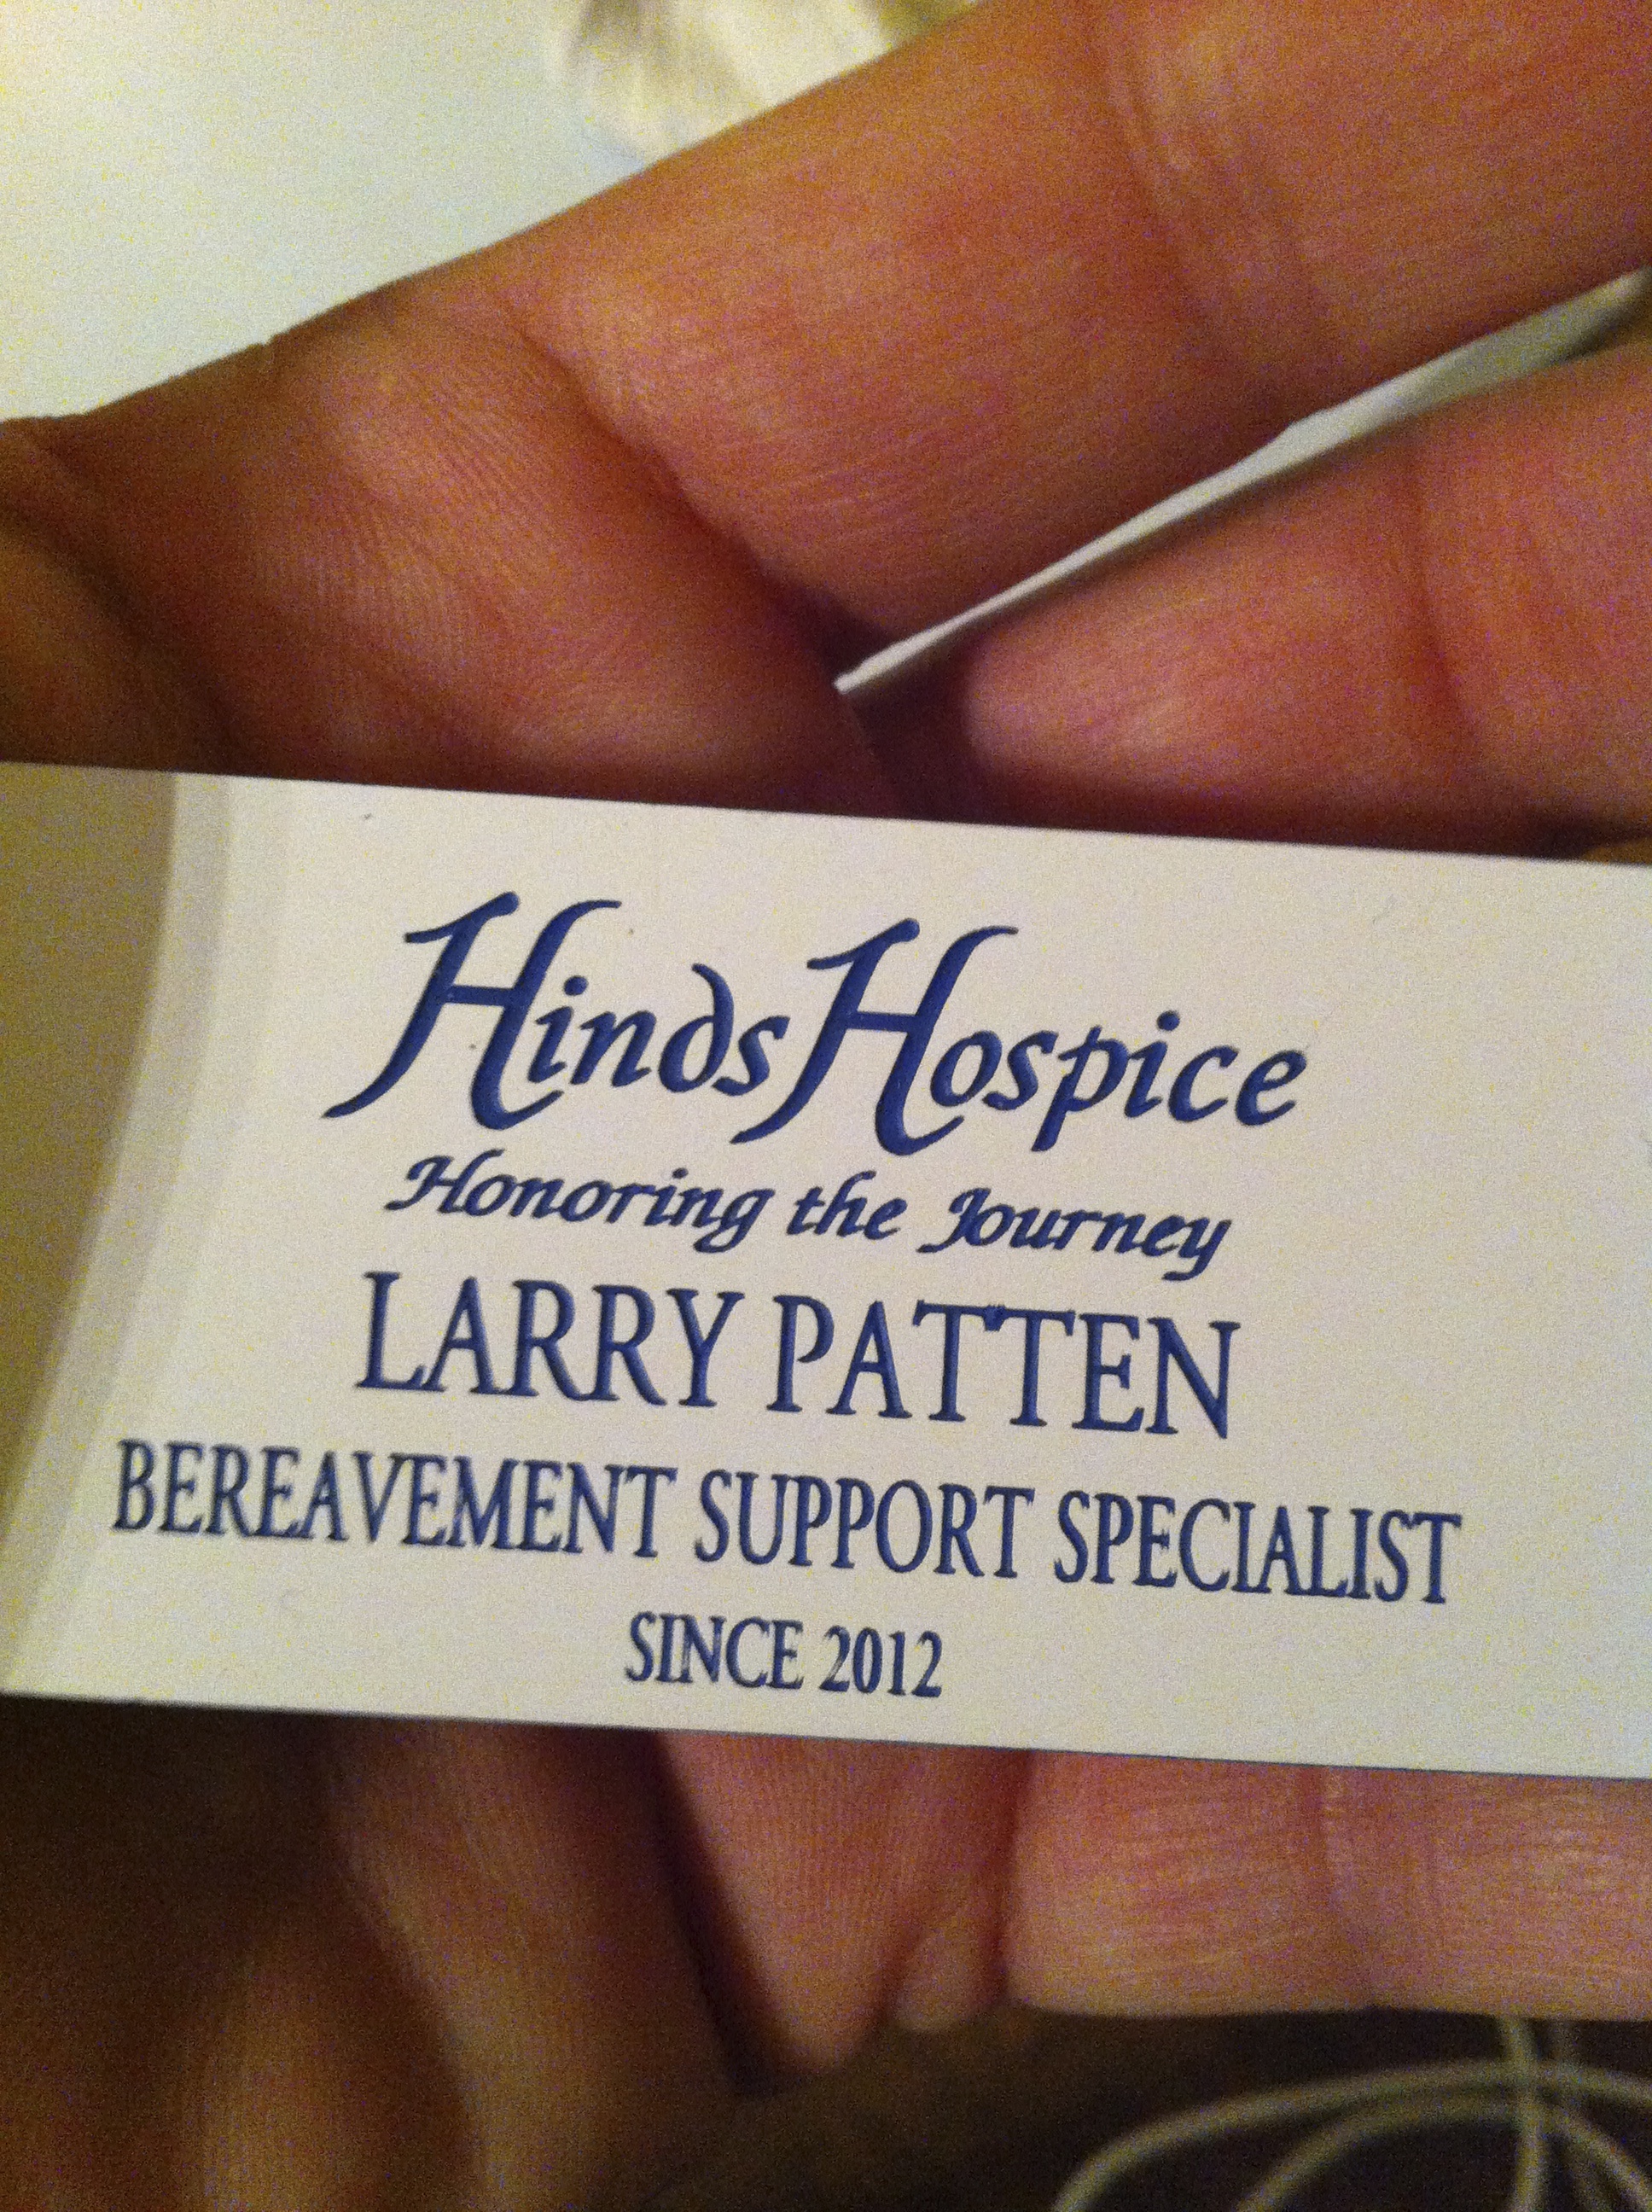 Hinds Hospice
Honoring the Journey
LARRY PATTEN
BEREAVEMENT SUPPORT SPECIALIST
SINCE 2012